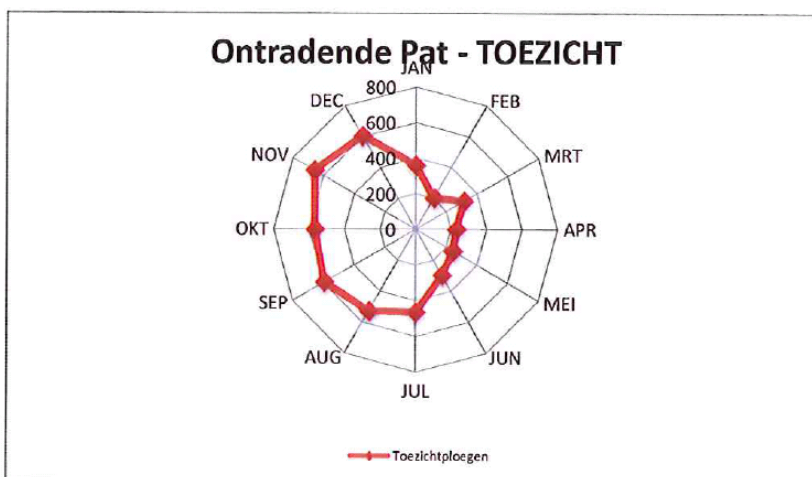 Ontradende Pat - TOEZICHT
JAN
FEB
MRT
APR
MEI
JUN
JUL
AUG
SEP
OKT
NOV
DEC
800
600
400
200
0
Toezichtploegen